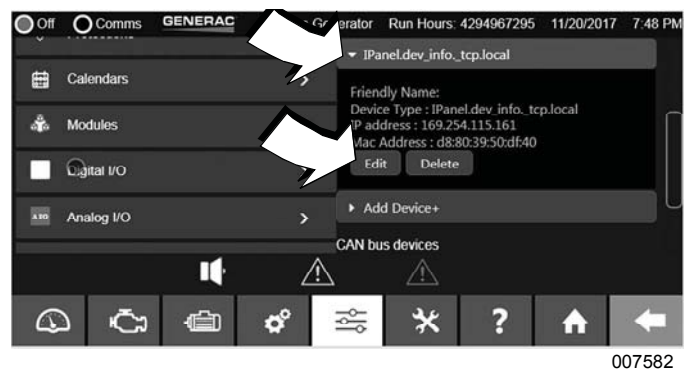 Off Comms GENERAC Run Hours: 4294967295 11/20/2017 7:48 PM
IPanel.dev_info._tcp.local
Calendars
Friendly Name:
Device Type : IPanel.dev_info._tcp.local
Modules
IP address : 169.254.115.161
Mac Address : d8:80:39:50:df:40
Digital I/O
Edit Delete
Analog I/O
Add Device+
CAN bus devices
?
007582